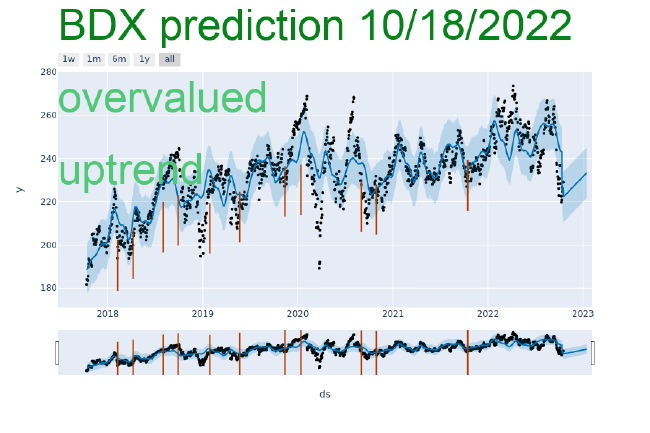 BDX prediction 10/18/2022
1w 1m 6m 1y all
overvalued
uptrend
280
260
240
220
200
180
y
2018 2019 2020 2021 2022 2023
ds